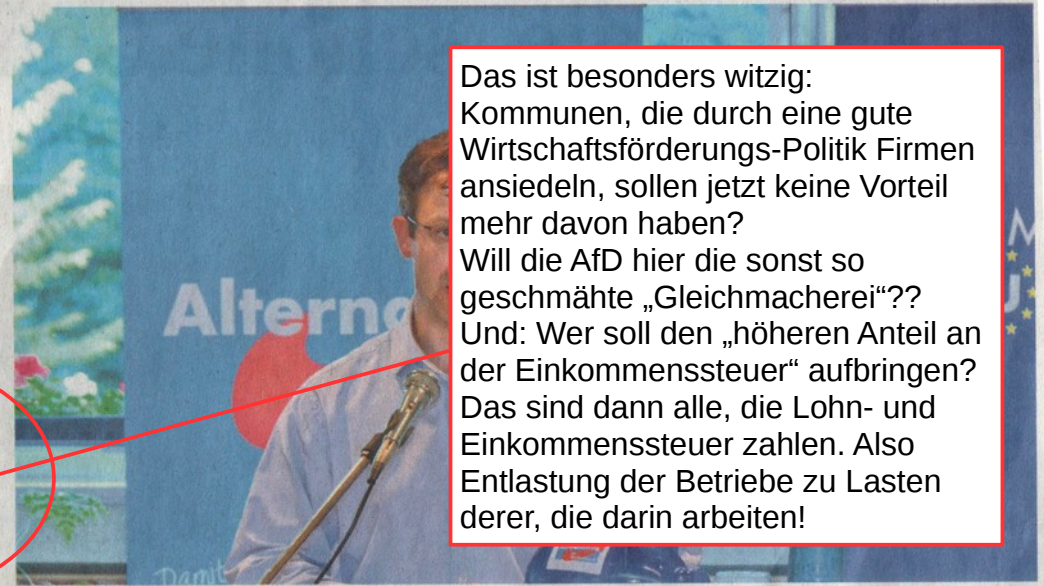 Das ist besonders witzig:
Kommunen, die durch eine gute
Wirtschaftsförderungs-Politik Firmen
ansiedeln, sollen jetzt keine Vorteil
mehr davon haben?
Will die AfD hier die sonst so
geschmähte „Gleichmacherei“??
Und: Wer soll den „höheren Anteil an
der Einkommenssteuer“ aufbringen?
Das sind dann alle, die Lohn- und
Einkommenssteuer zahlen. Also
Entlastung der Betriebe zu Lasten
derer, die darin arbeiten!
Alterna
Damit